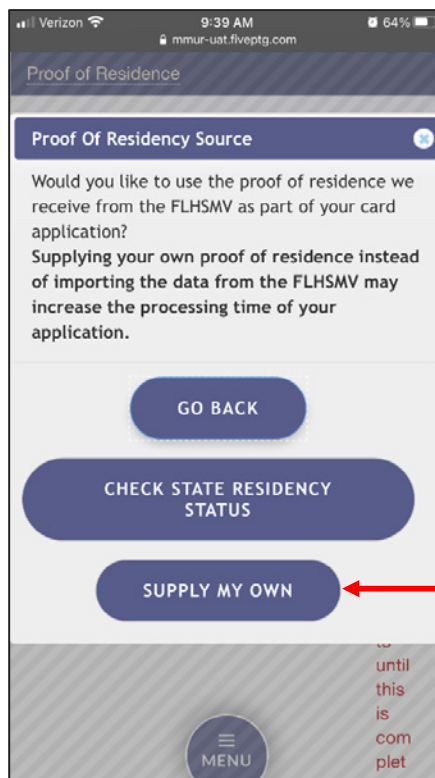 Verizon 9:39 AM 64%
mmur-uat.fiveptg.com
Proof of Residence
Proof Of Residency Source
Would you like to use the proof of residence we
receive from the FLHSMV as part of your card
application?
Supplying your own proof of residence instead
of importing the data from the FLHSMV may
increase the processing time of your
application.
GO BACK
CHECK STATE RESIDENCY
STATUS
SUPPLY MY OWN
until
this
is
com
plet
MENU